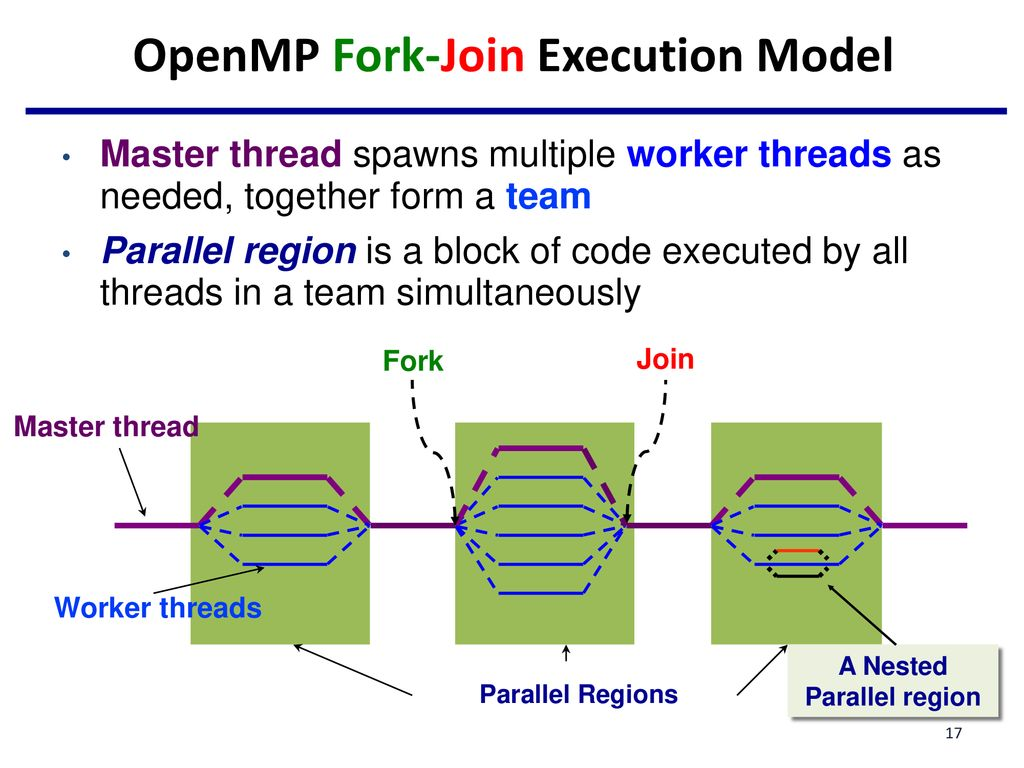 OpenMP Fork-Join Execution Model
• Master thread spawns multiple worker threads as
needed, together form a team
• Parallel region is a block of code executed by all
threads in a team simultaneously
Fork
Join
Master thread
Worker threads
A Nested
Parallel region
Parallel Regions
17